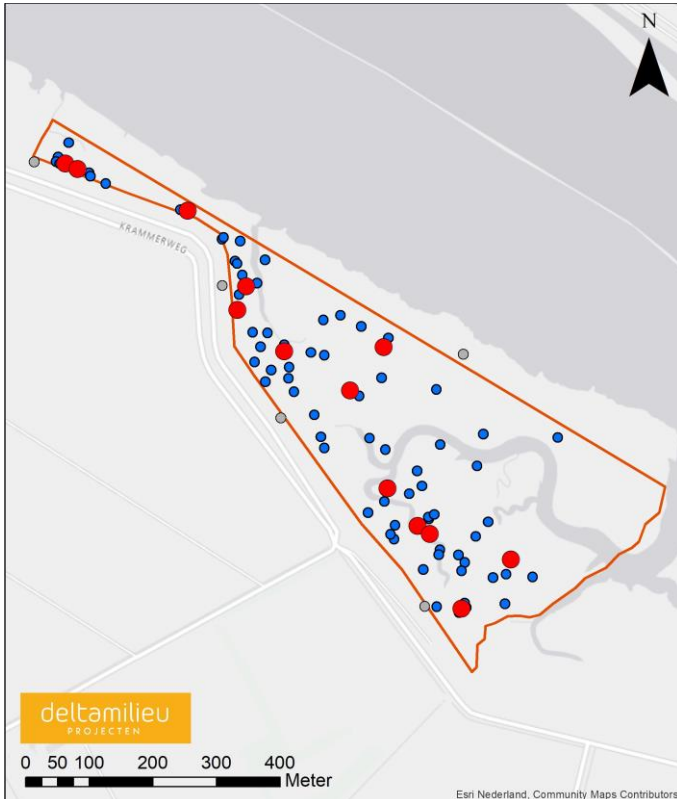 N
KRAMMERWEG
deltamilieu
PROJECTEN
0 50 100 200 300 400
Meter
Esri Nederland, Community Maps Contributors